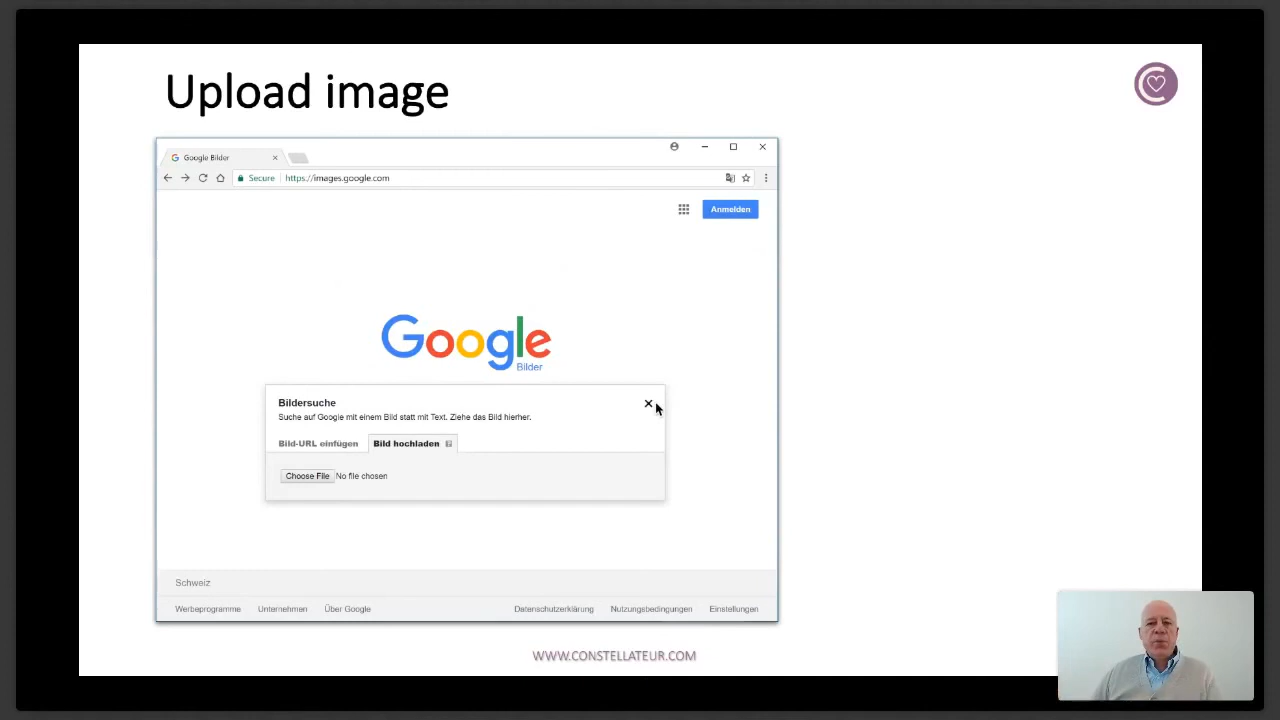 Upload image
Google Bilder
Secure https://images.google.com
Anmelden
Google
Bilder
Bildersuche
Suche auf Google mit einem Bild statt mit Text. Ziehe das Bild hierher.
Bild-URL einfügen Bild hochladen
Choose File No file chosen
Schweiz
Werbeprogramme Unternehmen Über Google Datenschutzerklärung Nutzungsbedingungen Einstellungen
WWW.CONSTELLATEUR.COM